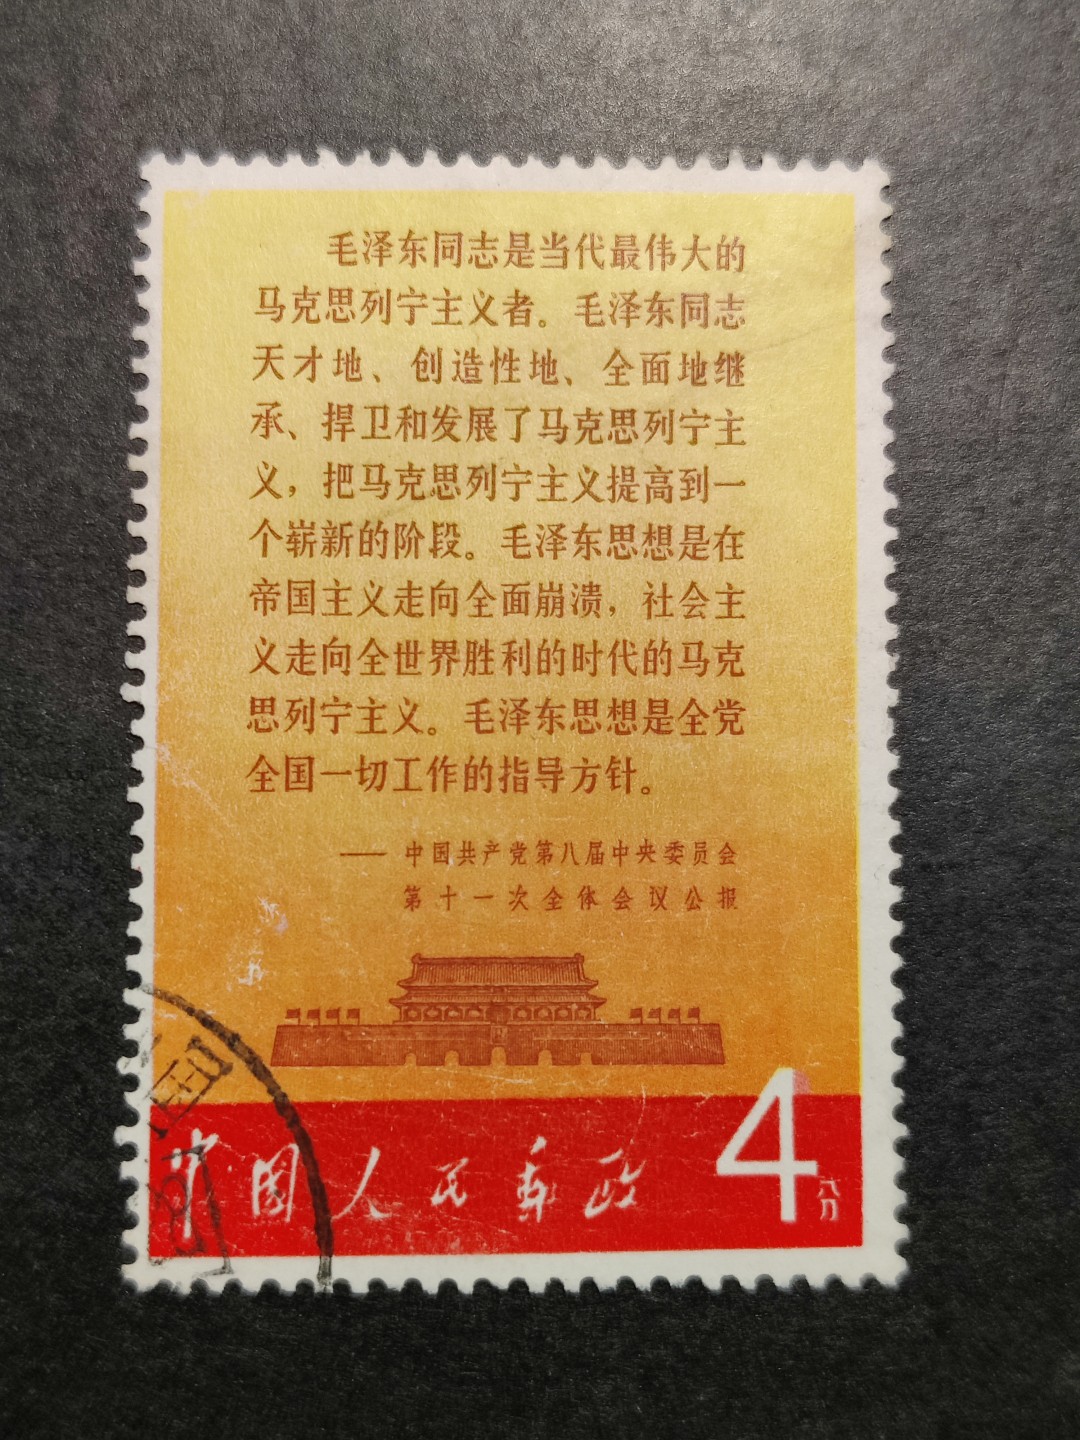 毛泽东同志是当代最伟大的
马克思列宁主义者。毛泽东同志
天才地、创造性地、全面地继
承、捍卫和发展了马克思列宁主
义，把马克思列宁主义提高到一
个崭新的阶段。毛泽东思想是在
帝国主义走向全面崩溃，社会主
义走向全世界胜利的时代的马克
思列宁主义。毛泽东思想是全党
全国一切工作的指导方针。
——中国共产党第八届中央委员会
第十一次全体会议公报
中国人民邮政
4分